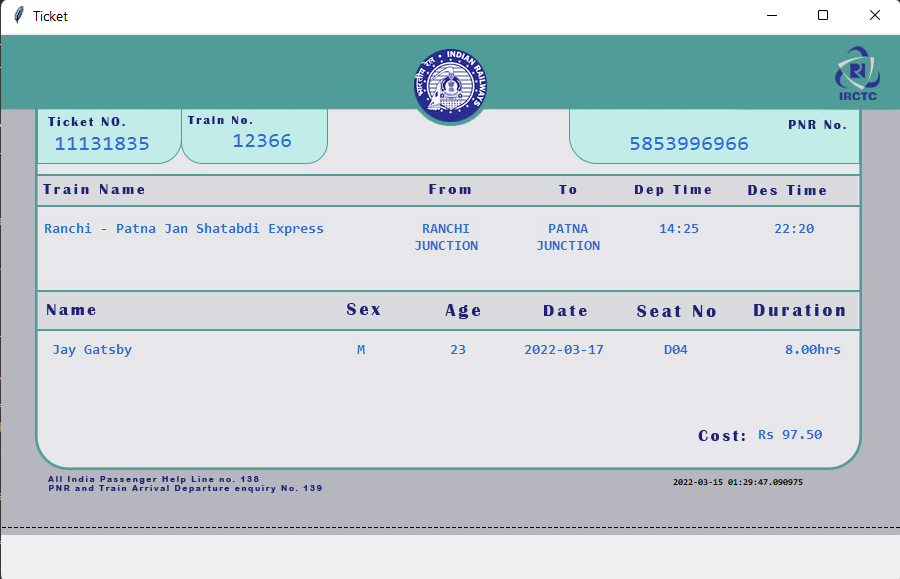 Ticket
भारतीय रेल • INDIAN RAILWAYS
IRCTC
Ticket NO.
11131835
Train No.
12366
PNR No.
5853996966
Train Name From To Dep Time Des Time
Ranchi - Patna Jan Shatabdi Express RANCHI PATNA 14:25 22:20
JUNCTION JUNCTION
Name Sex Age Date Seat No Duration
Jay Gatsby M 23 2022-03-17 D04 8.00hrs
Cost: Rs 97.50
All India Passenger Help Line no. 138
PNR and Train Arrival Departure enquiry No. 139
2022-03-15 01:29:47.090975